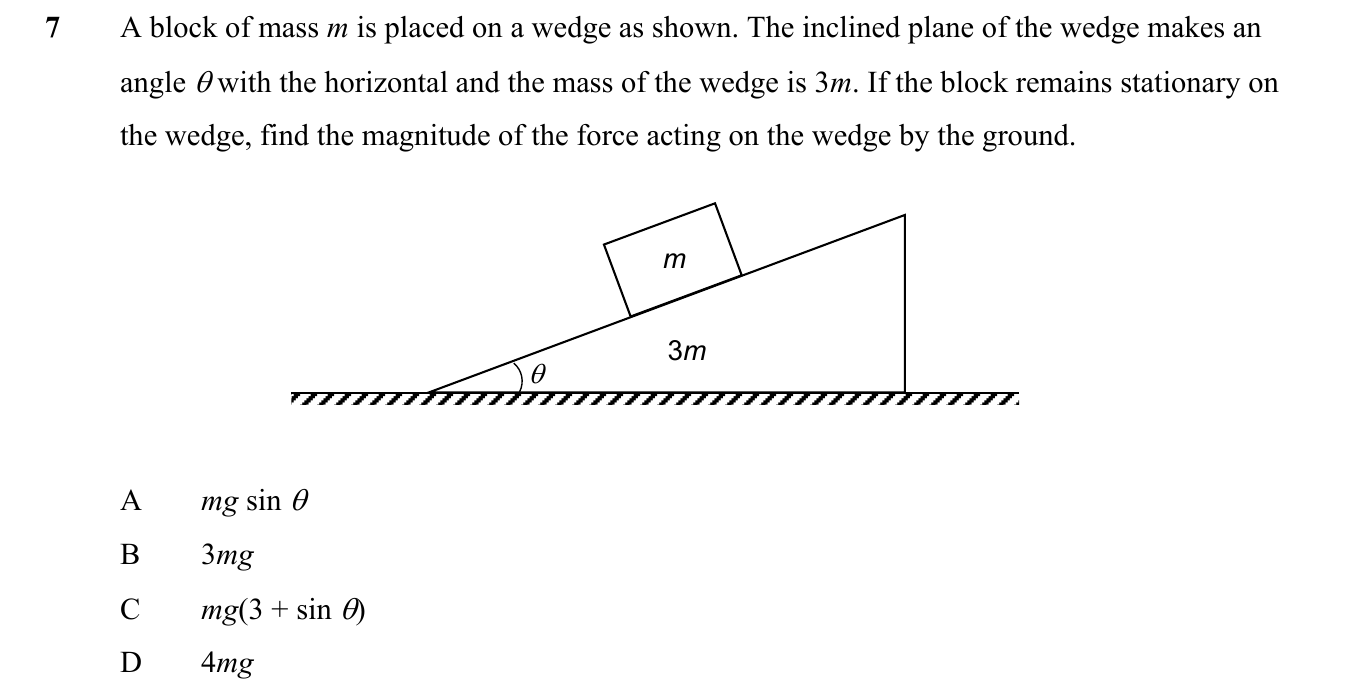 7 A block of mass m is placed on a wedge as shown. The inclined plane of the wedge makes an
angle θ with the horizontal and the mass of the wedge is 3m. If the block remains stationary on
the wedge, find the magnitude of the force acting on the wedge by the ground.
m
3m
θ
A mg sin θ
B 3mg
C mg(3 + sin θ)
D 4mg